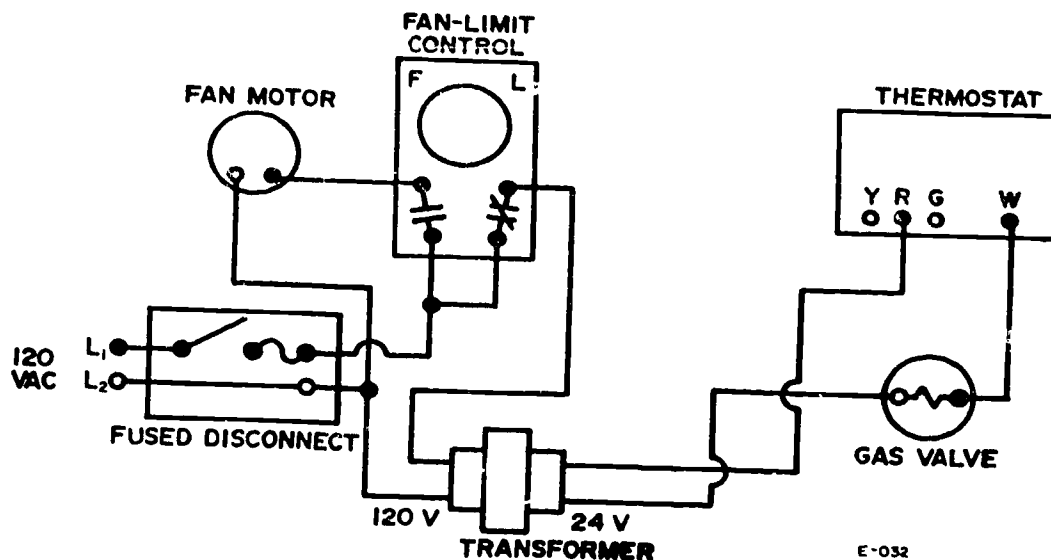 FAN-LIMIT
CONTROL
F L
FAN MOTOR
THERMOSTAT
Y R G W
120
VAC
L1
L2
FUSED DISCONNECT
GAS VALVE
120 V
24 V
TRANSFORMER
E-032